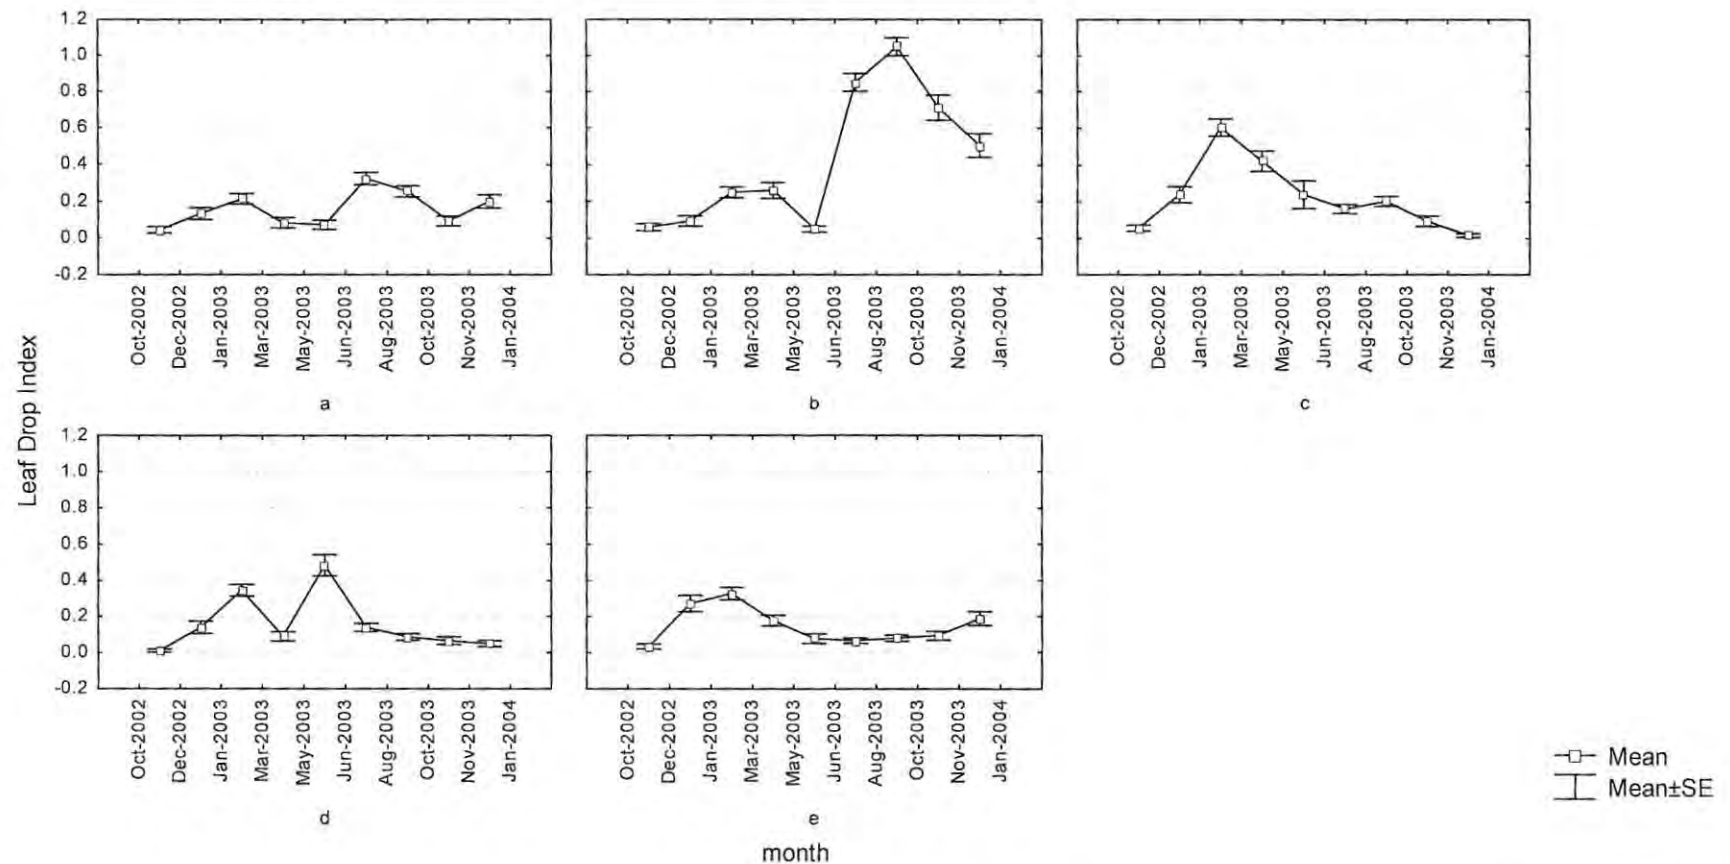 1.2
1.0
0.8
0.6
0.4
0.2
0.0
-0.2
Oct-2002
Dec-2002
Jan-2003
Mar-2003
May-2003
Jun-2003
Aug-2003
Oct-2003
Nov-2003
Jan-2004
a
Oct-2002
Dec-2002
Jan-2003
Mar-2003
May-2003
Jun-2003
Aug-2003
Oct-2003
Nov-2003
Jan-2004
b
Oct-2002
Dec-2002
Jan-2003
Mar-2003
May-2003
Jun-2003
Aug-2003
Oct-2003
Nov-2003
Jan-2004
c
Leaf Drop Index
1.2
1.0
0.8
0.6
0.4
0.2
0.0
-0.2
Oct-2002
Dec-2002
Jan-2003
Mar-2003
May-2003
Jun-2003
Aug-2003
Oct-2003
Nov-2003
Jan-2004
d
Oct-2002
Dec-2002
Jan-2003
Mar-2003
May-2003
Jun-2003
Aug-2003
Oct-2003
Nov-2003
Jan-2004
e
month
Mean
Mean±SE